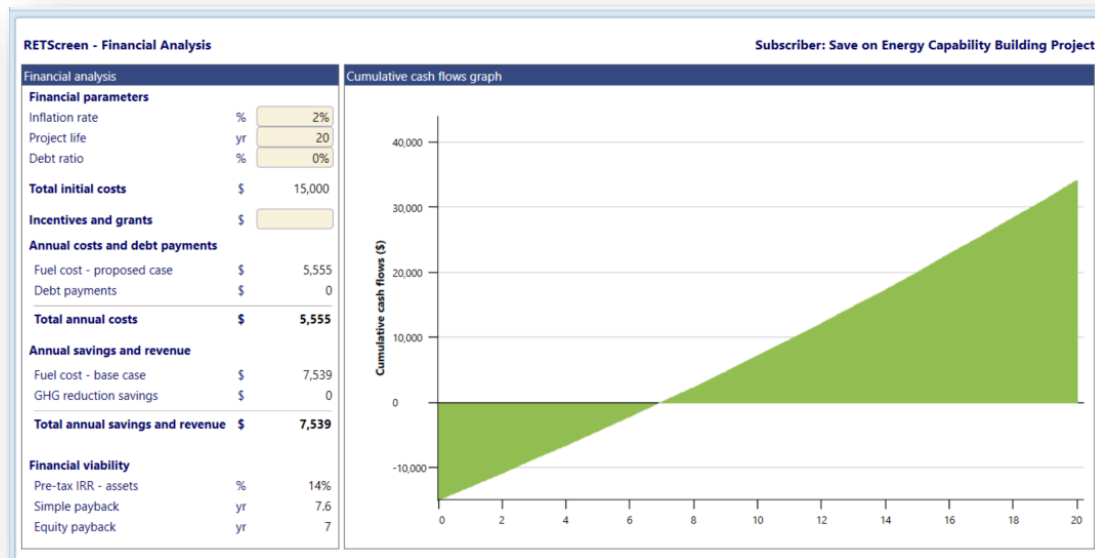 RETScreen - Financial Analysis
Subscriber: Save on Energy Capability Building Project
Financial analysis
Financial parameters
Inflation rate % 2%
Project life yr 20
Debt ratio % 0%
Total initial costs $ 15,000
Incentives and grants $
Annual costs and debt payments
Fuel cost - proposed case $ 5,555
Debt payments $ 0
Total annual costs $ 5,555
Annual savings and revenue
Fuel cost - base case $ 7,539
GHG reduction savings $ 0
Total annual savings and revenue $ 7,539
Financial viability
Pre-tax IRR - assets % 14%
Simple payback yr 7.6
Equity payback yr 7
Cumulative cash flows graph
Cumulative cash flows ($)
40,000
30,000
20,000
10,000
0
-10,000
0 2 4 6 8 10 12 14 16 18 20